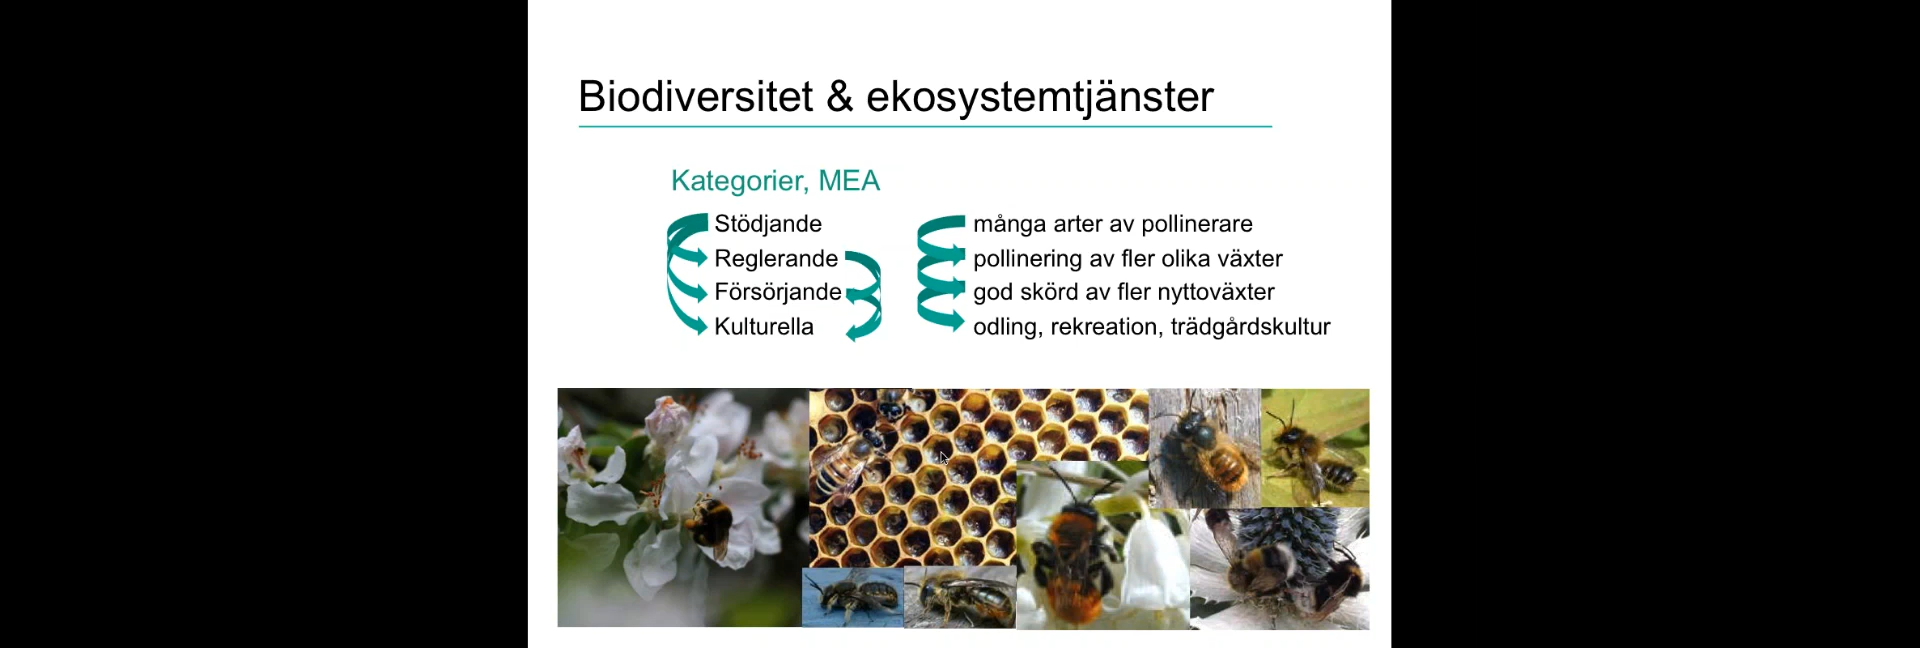 Biodiversitet & ekosystemtjänster
Kategorier, MEA
Stödjande
Reglerande
Försörjande
Kulturella
många arter av pollinerare
pollinering av fler olika växter
god skörd av fler nyttoväxter
odling, rekreation, trädgårdskultur